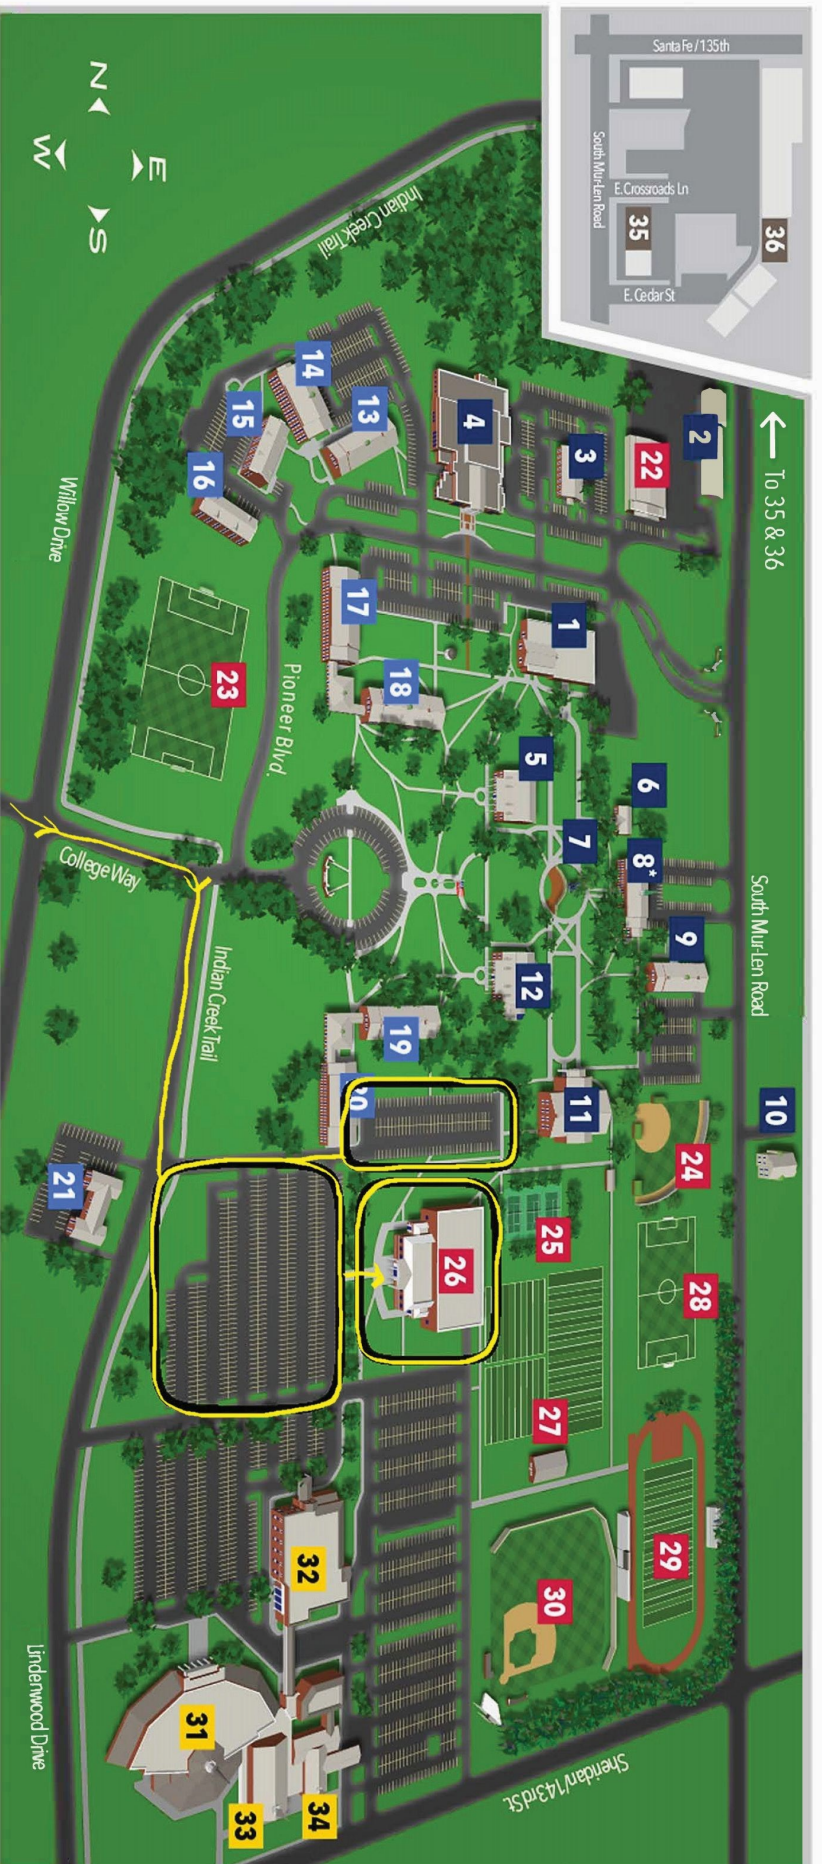 Santa Fe / 135th
South Mur-Len Road
E. Crossroads Ln
35
36
E. Cedar St
To 35 & 36
N
W
E
S
Indian Creek Trail
Willow Drive
14
13
15
16
4
3
22
2
17
18
1
23
Pioneer Blvd.
5
6
7
8*
9
College Way
South Mur-Len Road
Indian Creek Trail
12
19
20
11
10
24
21
25
26
28
27
29
30
32
31
33
34
Lindenwood Drive
Sheridan/143rd St.